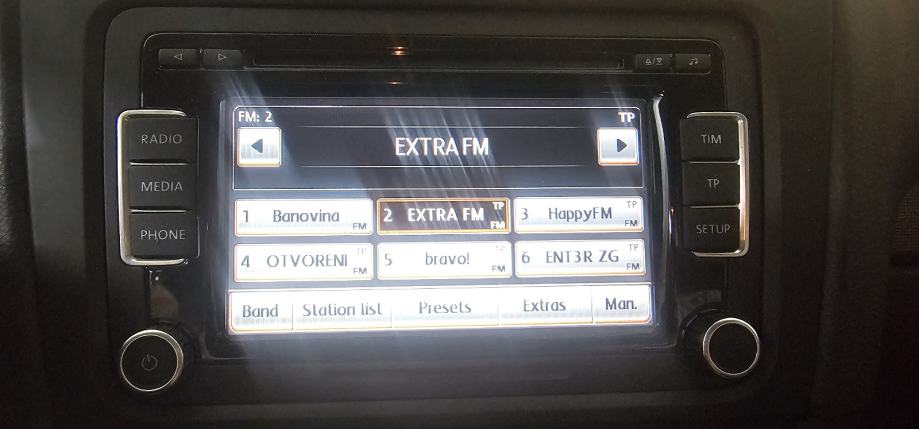 RADIO
MEDIA
PHONE
FM: 2 TP
EXTRA FM
1 Banovina FM
2 EXTRA FM TP FM
3 HappyFM TP FM
4 OTVORENI TP FM
5 bravo! TP FM
6 ENT3R ZG TP FM
Band Station list Presets Extras Man.
TIM
TP
SETUP